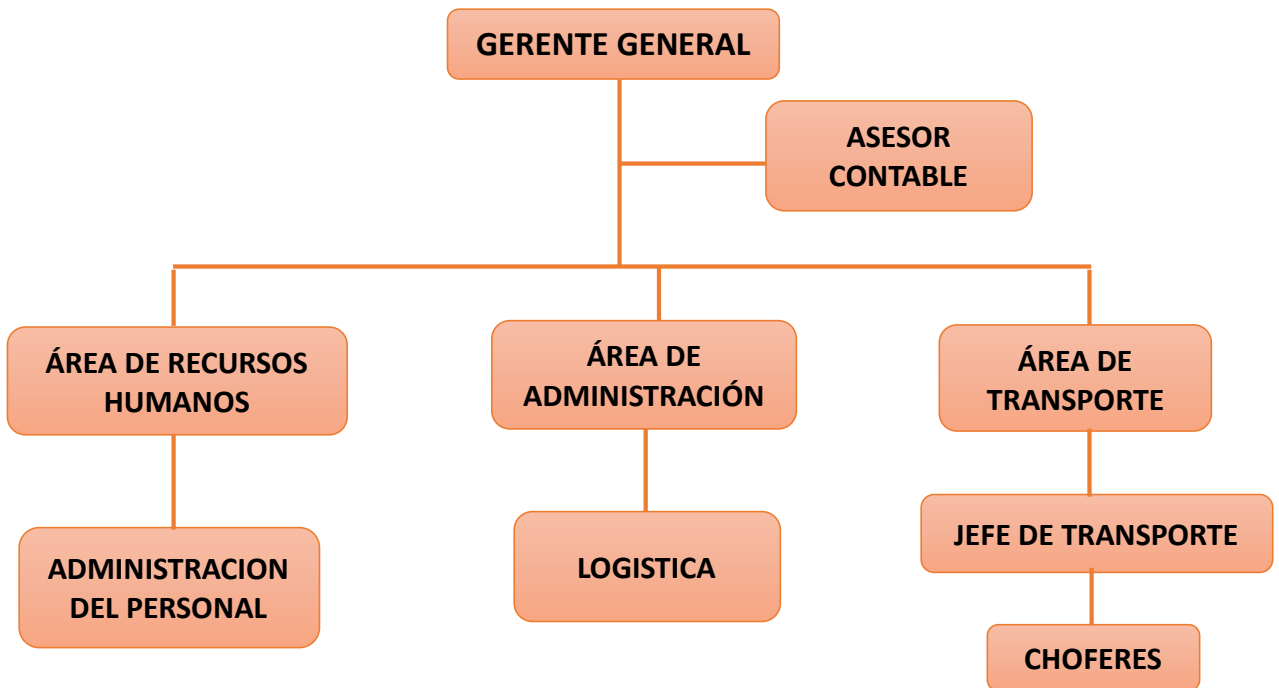 GERENTE GENERAL
ASESOR
CONTABLE
ÁREA DE RECURSOS
HUMANOS
ÁREA DE
ADMINISTRACIÓN
ÁREA DE
TRANSPORTE
ADMINISTRACION
DEL PERSONAL
LOGISTICA
JEFE DE TRANSPORTE
CHOFERES